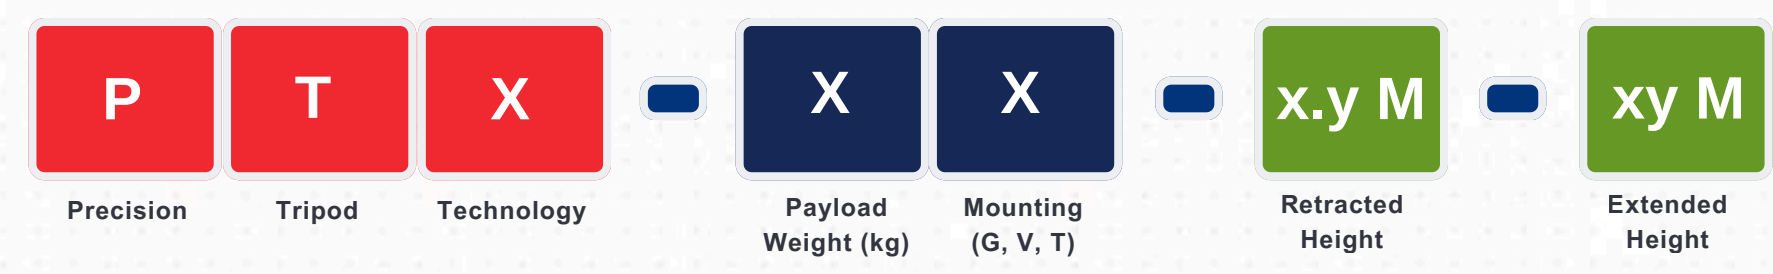 P T X X X x.y M xy M
Precision Tripod Technology Payload Mounting Retracted Extended
Weight (kg) (G, V, T) Height Height